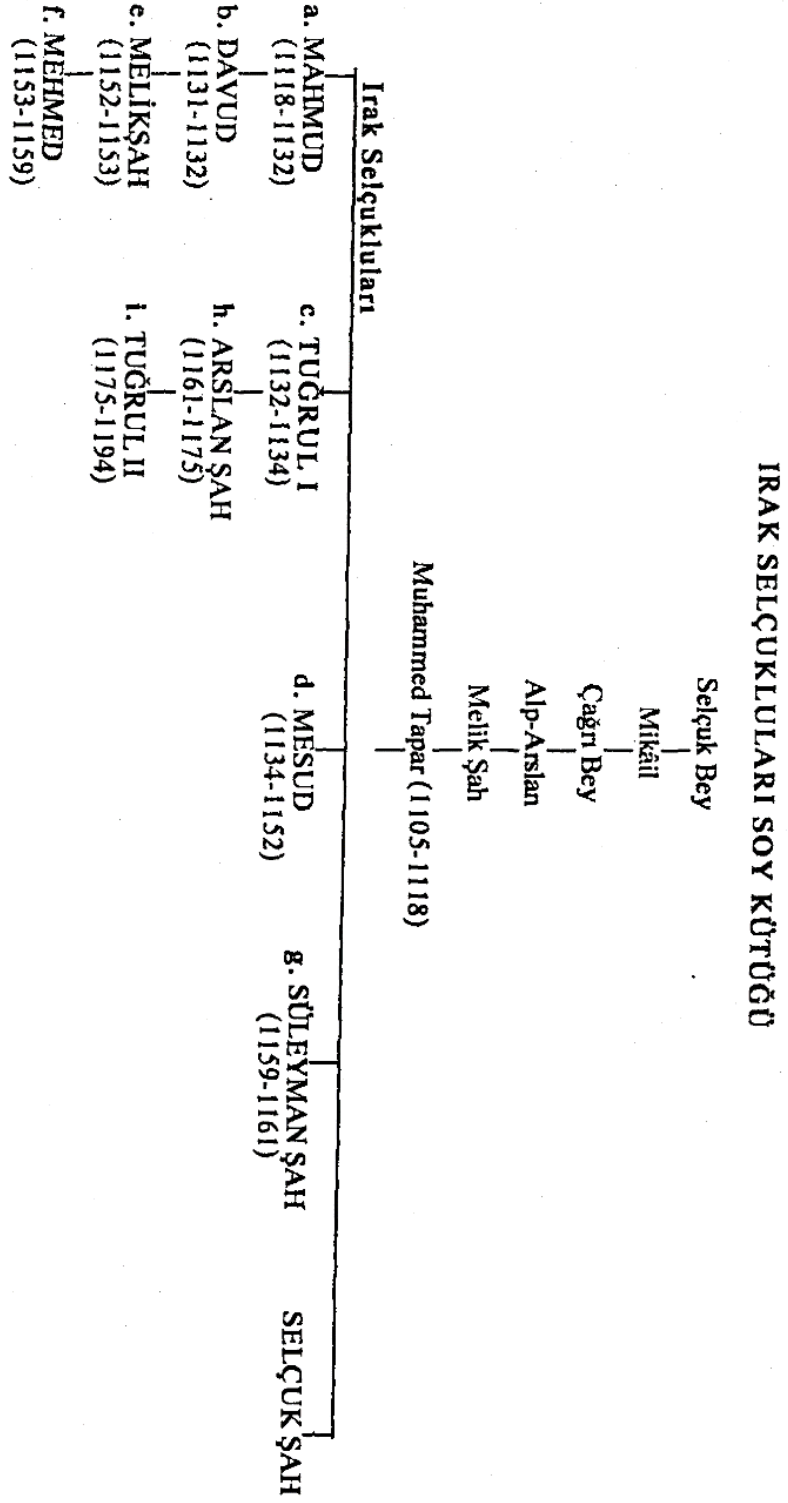 IRAK SELÇUKLULARI SOY KÜTÜĞÜ
Selçuk Bey
Mikâil
Çağrı Bey
Alp-Arslan
Melik Şah
Muhammed Tapar (1105-1118)
Irak Selçukluları
a. MAHMUD
(1118-1132)
b. DAVUD
(1131-1132)
e. MELİKŞAH
(1152-1153)
f. MEHMED
(1153-1159)
c. TUĞRUL I
(1132-1134)
h. ARSLAN ŞAH
(1161-1175)
i. TUĞRUL II
(1175-1194)
d. MESUD
(1134-1152)
g. SÜLEYMAN ŞAH
(1159-1161)
SELÇUK ŞAH